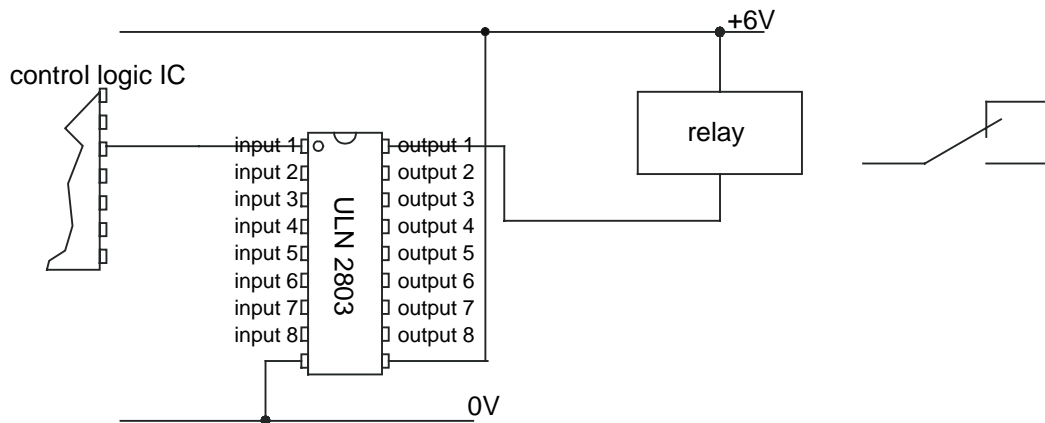 +6V
control logic IC
relay
input 1
output 1
input 2
output 2
input 3
output 3
input 4
output 4
input 5
output 5
input 6
output 6
input 7
output 7
input 8
output 8
ULN 2803
0V